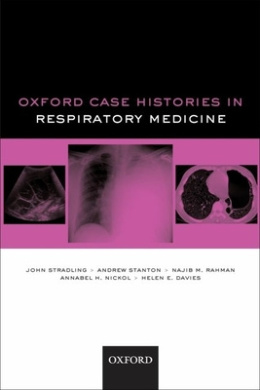 OXFORD CASE HISTORIES IN
RESPIRATORY MEDICINE
JOHN STRADLING • ANDREW STANTON • NAJIB M. RAHMAN
ANNABEL H. NICKOL • HELEN E. DAVIES
OXFORD